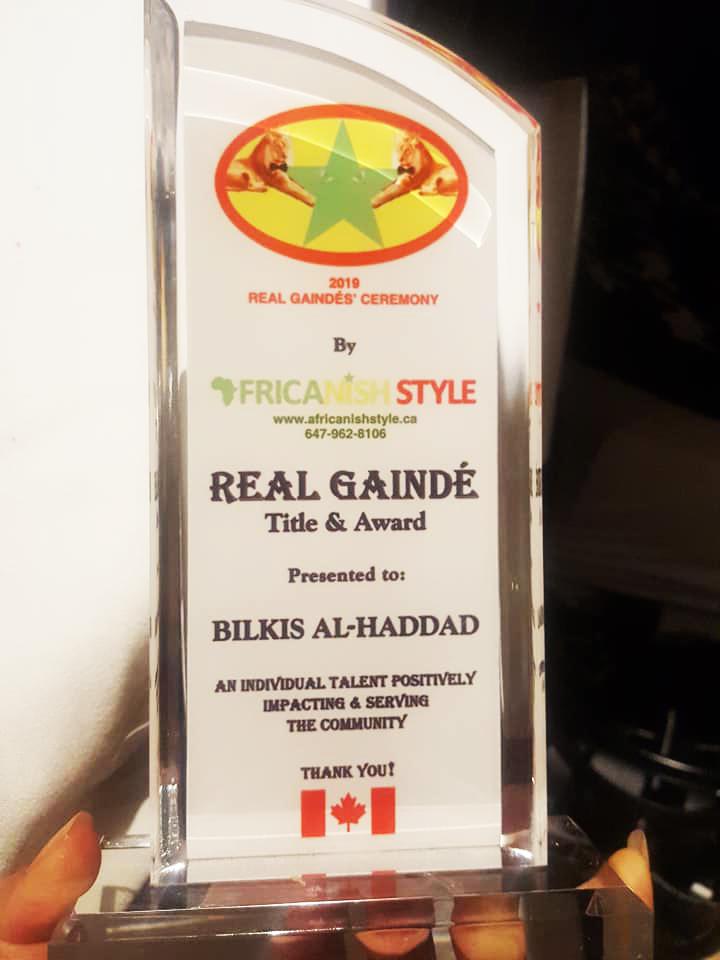 2019
REAL GAINDÉS' CEREMONY
By
AFRICANISH STYLE
www.africanishstyle.ca
647-962-8106
REAL GAINDÉ
Title & Award
Presented to:
BILKIS AL-HADDAD
AN INDIVIDUAL TALENT POSITIVELY
IMPACTING & SERVING
THE COMMUNITY
THANK YOU!